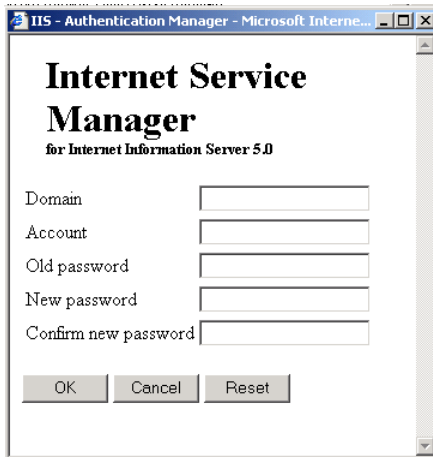 IIS - Authentication Manager - Microsoft Interne...
Internet Service
Manager
for Internet Information Server 5.0
Domain
Account
Old password
New password
Confirm new password
OK Cancel Reset